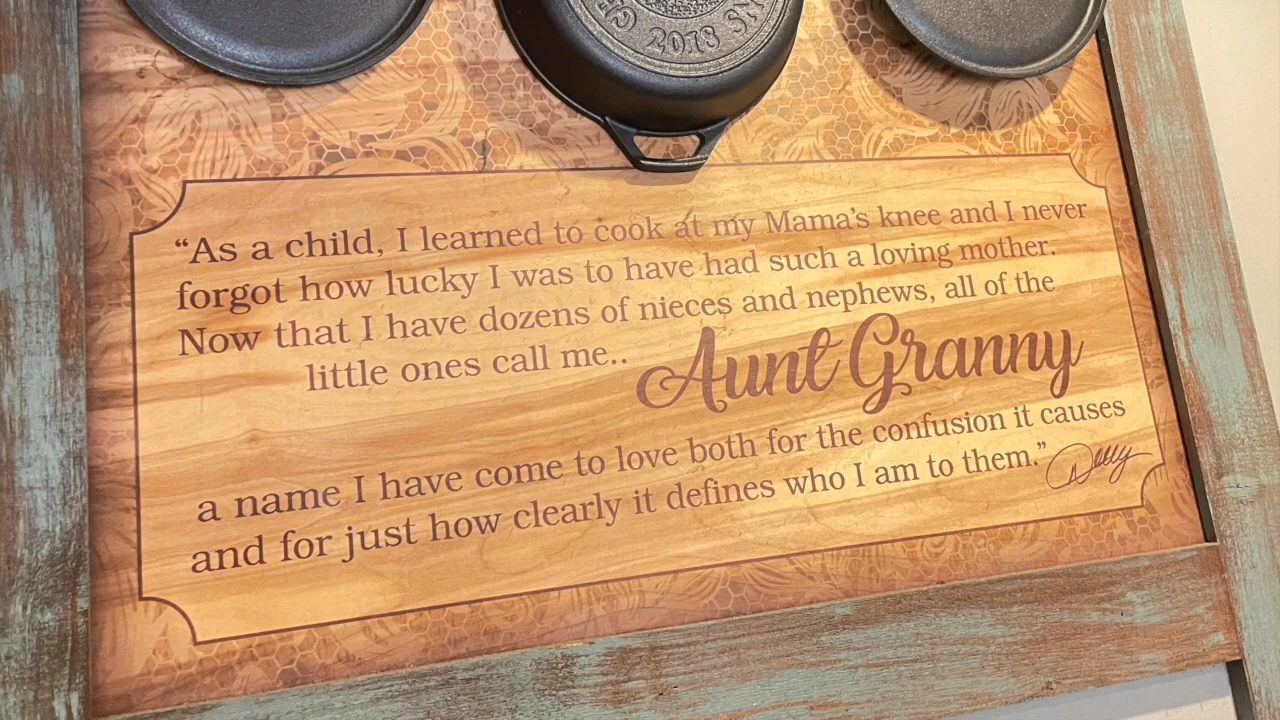 2018
“As a child, I learned to cook at my Mama’s knee and I never
forgot how lucky I was to have had such a loving mother.
Now that I have dozens of nieces and nephews, all of the
little ones call me.. Aunt Granny
a name I have come to love both for the confusion it causes
and for just how clearly it defines who I am to them.” Dolly